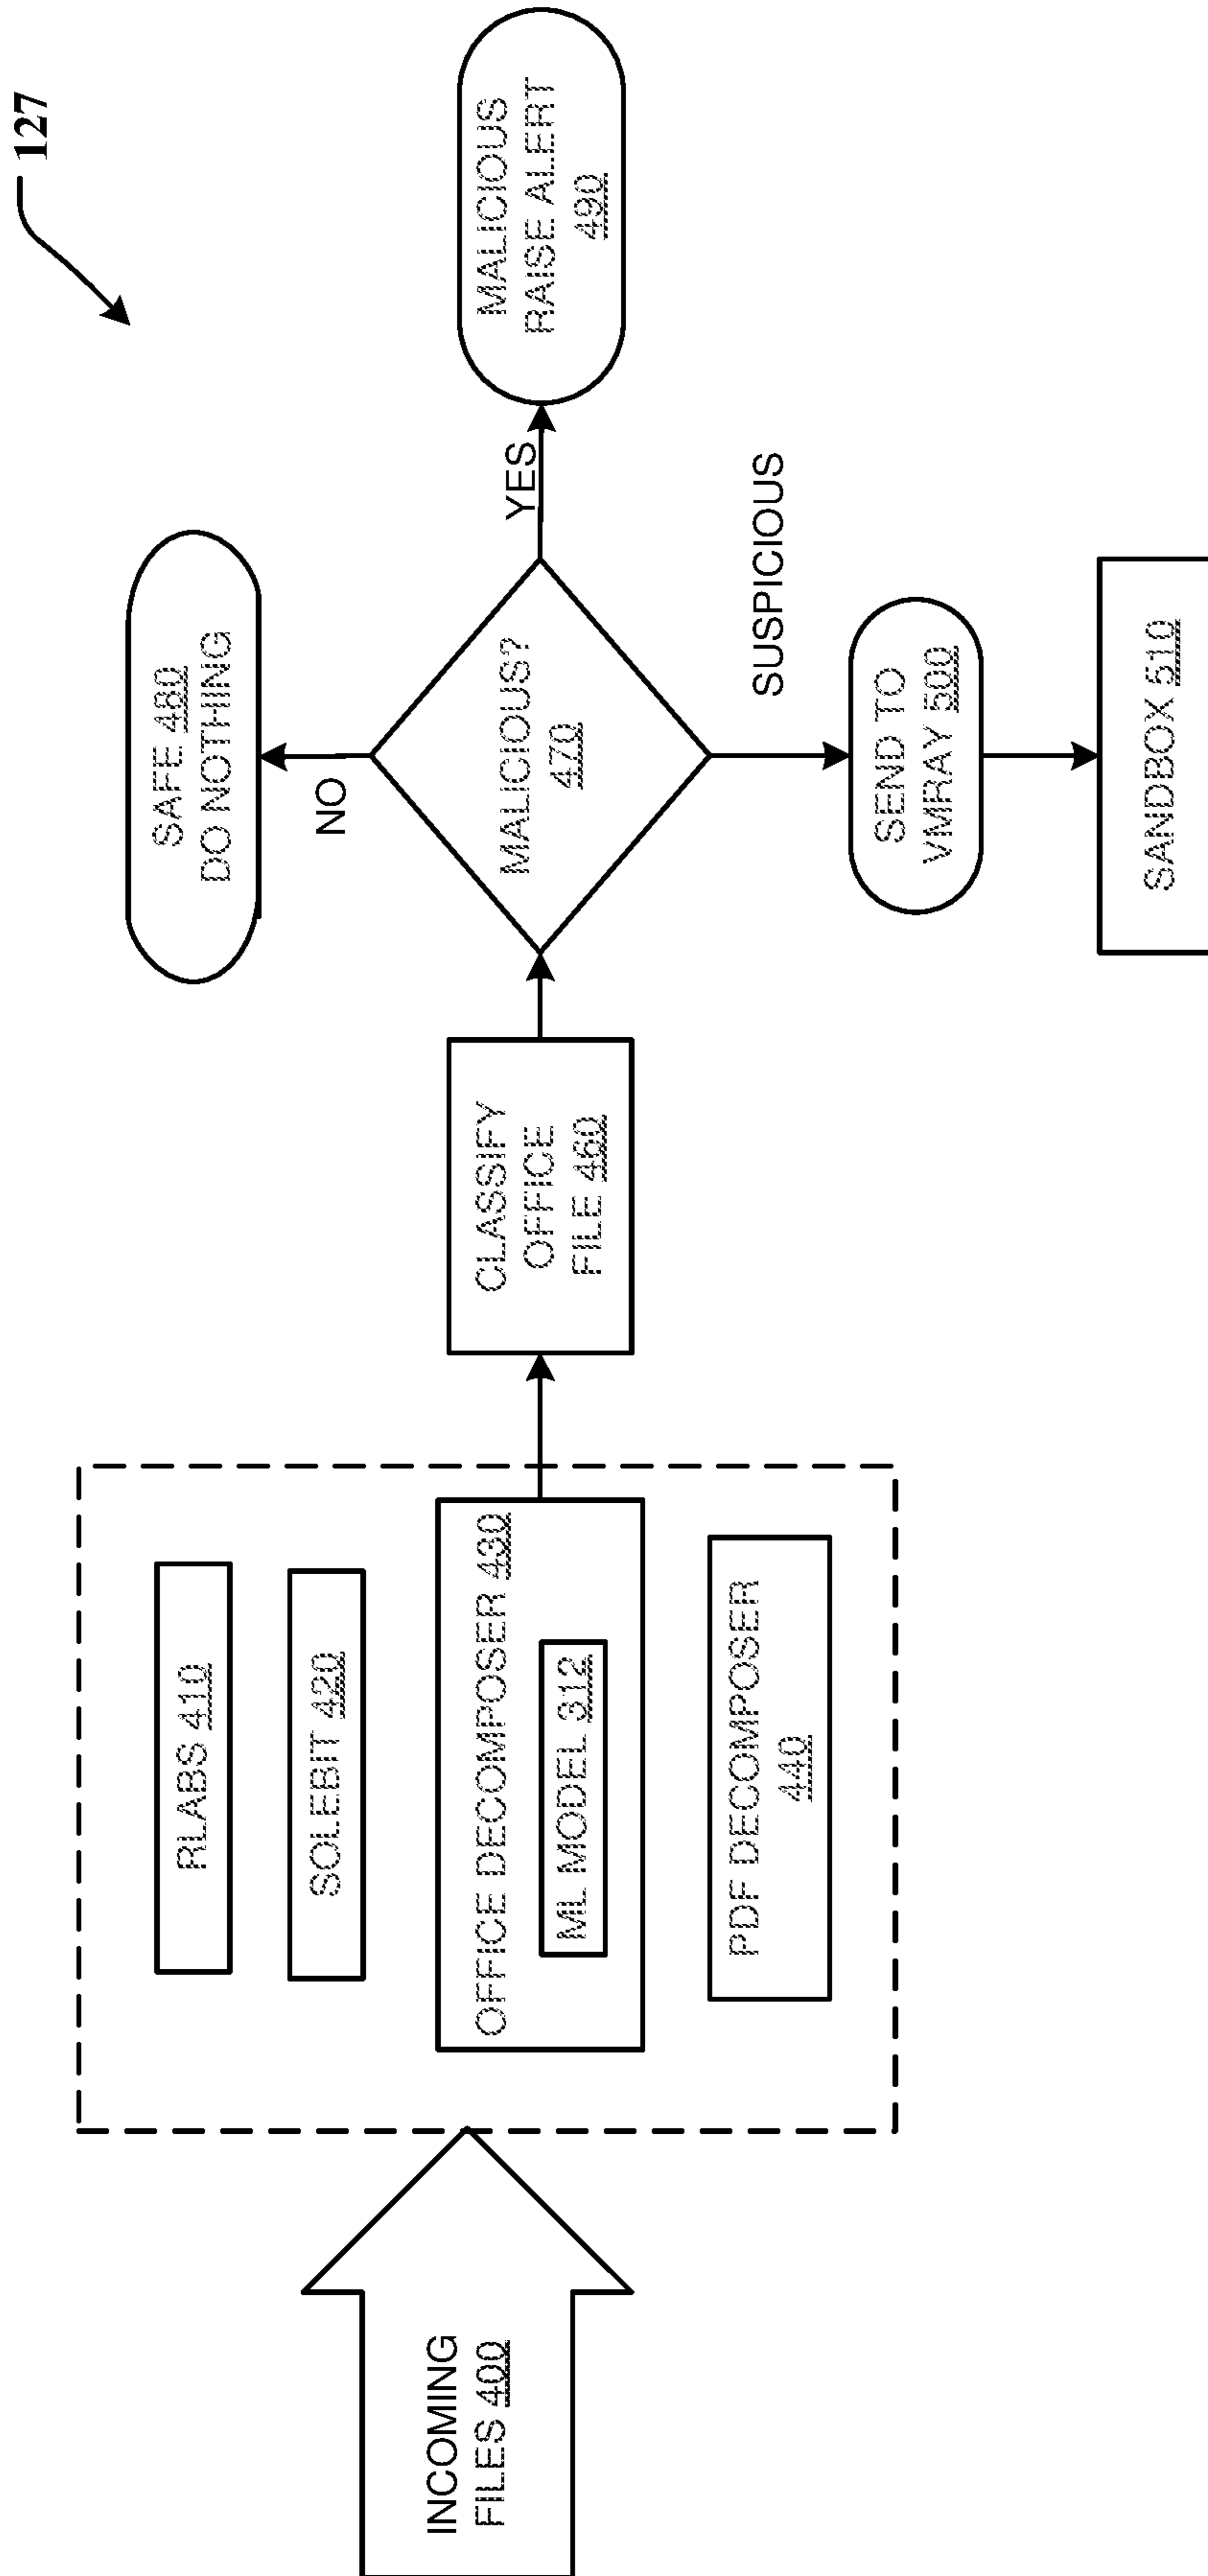 127
INCOMING
FILES 400
RLABS 410
SOLEBIT 420
OFFICE DECOMPOSER 430
ML MODEL 312
PDF DECOMPOSER
440
CLASSIFY
OFFICE
FILE 460
MALICIOUS?
470
NO
SAFE 480
DO NOTHING
YES
MALICIOUS
RAISE ALERT
490
SUSPICIOUS
SEND TO
VMRAY 500
SANDBOX 510